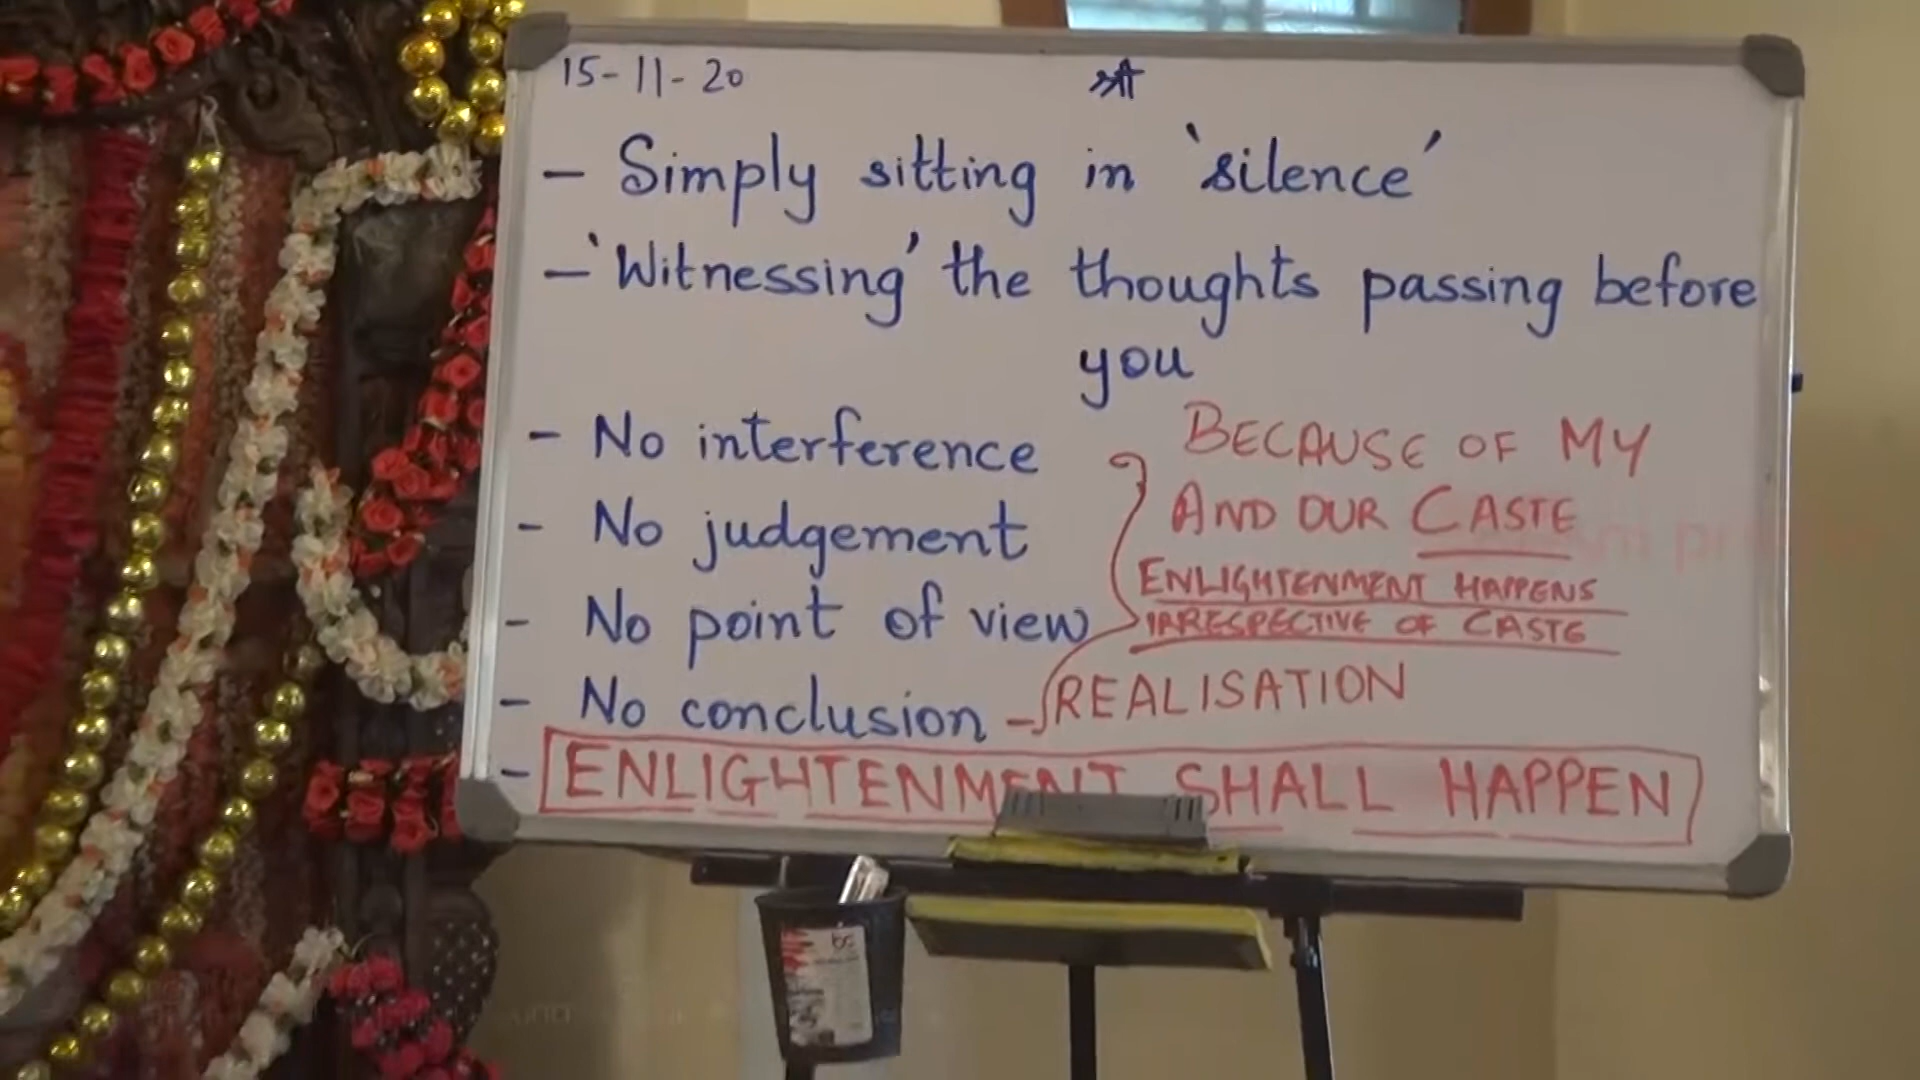 15-11-20
श्री
- Simply sitting in 'silence'
- 'Witnessing' the thoughts passing before
you
- No interference
- No judgement
- No point of view
- No conclusion -
BECAUSE OF MY
AND OUR CASTE
ENLIGHTENMENT HAPPENS
IRRESPECTIVE OF CASTE
REALISATION
- ENLIGHTENMENT SHALL HAPPEN